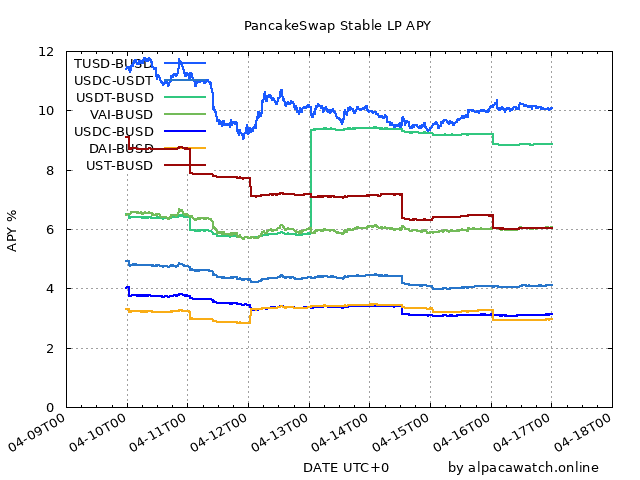 PancakeSwap Stable LP APY
12
10
8
6
4
2
0
APY %
TUSD-BUSD
USDC-USDT
USDT-BUSD
VAI-BUSD
USDC-BUSD
DAI-BUSD
UST-BUSD
04-09T00
04-10T00
04-11T00
04-12T00
04-13T00
04-14T00
04-15T00
04-16T00
04-17T00
04-18T00
DATE UTC+0
by alpacawatch.online